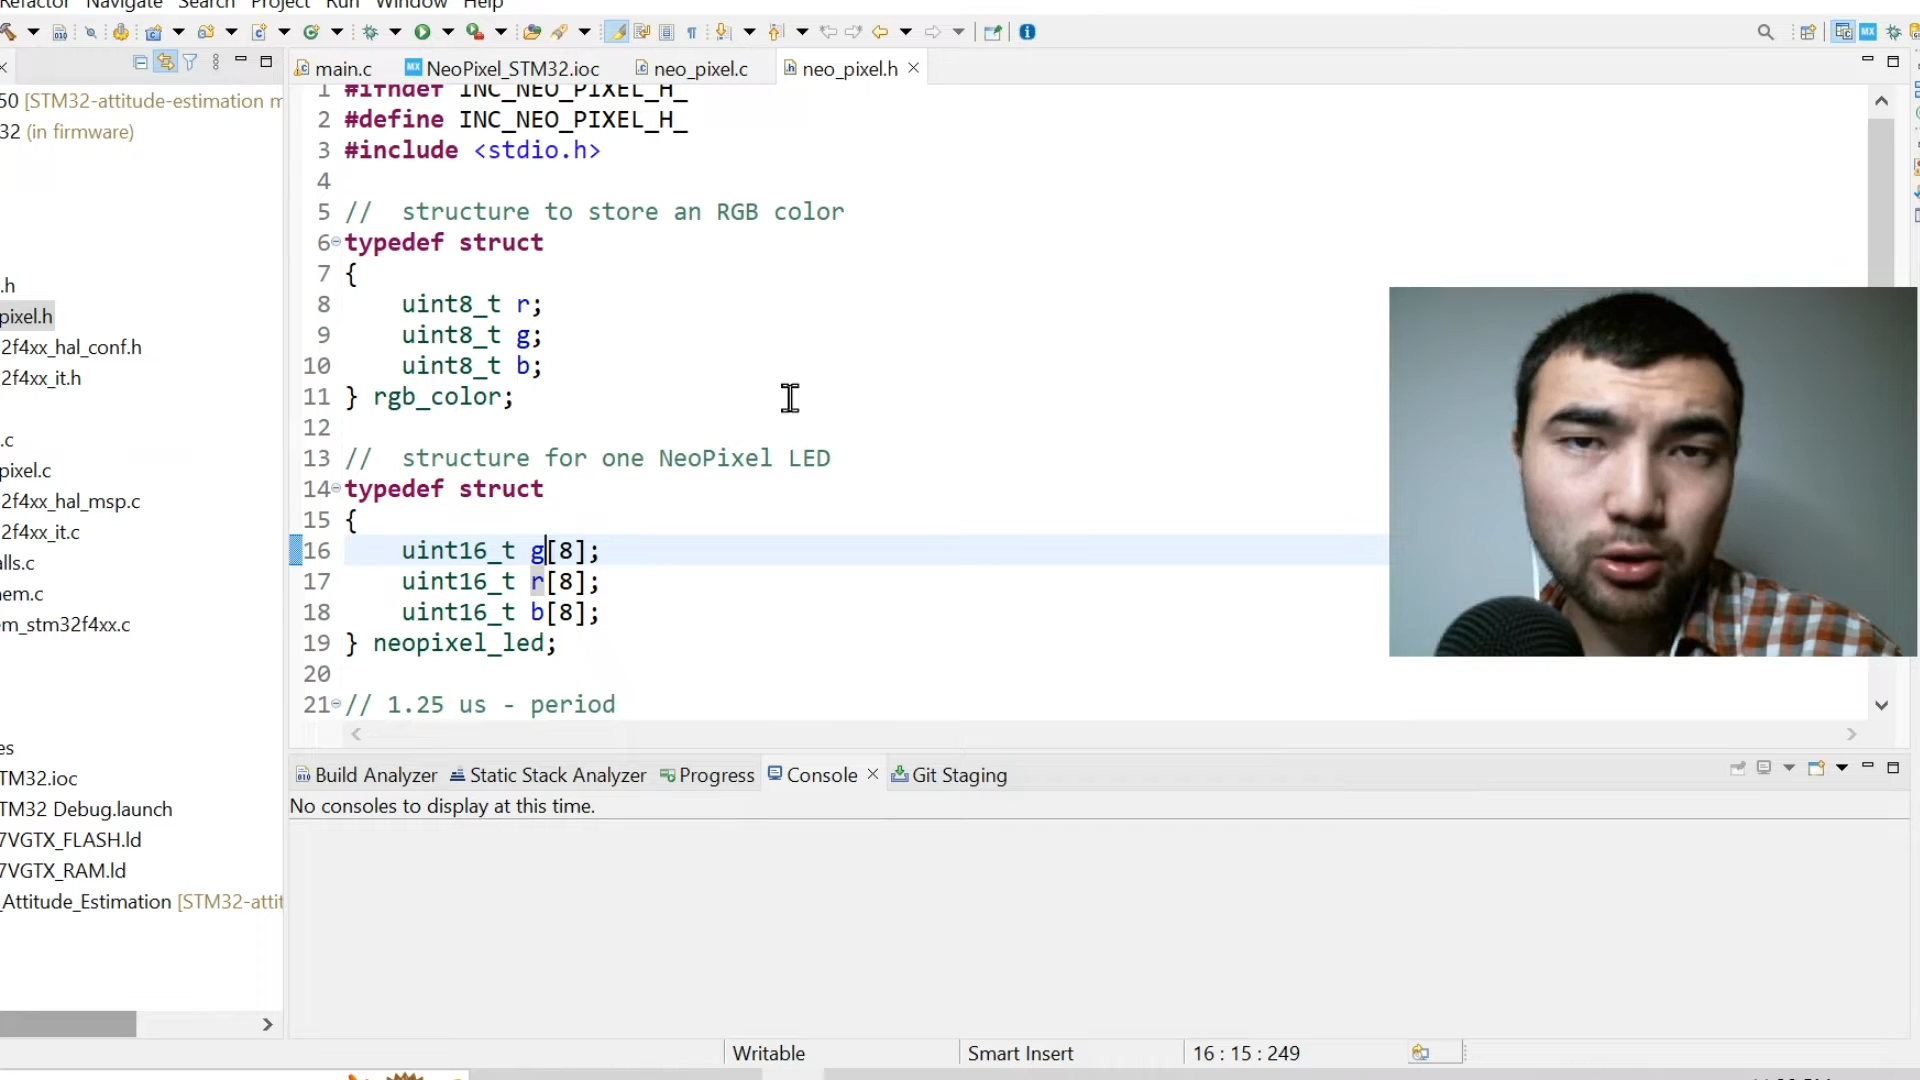 Refactor Navigate Search Project Run Window Help
main.c NeoPixel_STM32.ioc neo_pixel.c neo_pixel.h
50 [STM32-attitude-estimation m
32 (in firmware)
.h
pixel.h
2f4xx_hal_conf.h
2f4xx_it.h
.c
pixel.c
2f4xx_hal_msp.c
2f4xx_it.c
alls.c
nem.c
em_stm32f4xx.c
es
TM32.ioc
TM32 Debug.launch
7VGTX_FLASH.ld
7VGTX_RAM.ld
_Attitude_Estimation [STM32-attit
1 #ifndef INC_NEO_PIXEL_H_
2 #define INC_NEO_PIXEL_H_
3 #include <stdio.h>
4
5 // structure to store an RGB color
6 typedef struct
7 {
8 uint8_t r;
9 uint8_t g;
10 uint8_t b;
11 } rgb_color;
12
13 // structure for one NeoPixel LED
14 typedef struct
15 {
16 uint16_t g[8];
17 uint16_t r[8];
18 uint16_t b[8];
19 } neopixel_led;
20
21 // 1.25 us - period
Build Analyzer Static Stack Analyzer Progress Console Git Staging
No consoles to display at this time.
Writable Smart Insert 16 : 15 : 249